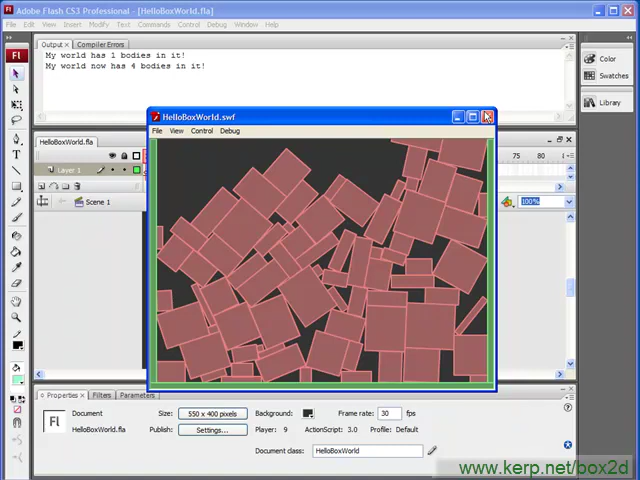 Adobe Flash CS3 Professional - [HelloBoxWorld.fla]
File Edit View Insert Modify Text Commands Control Debug Window Help
Output × Compiler Errors
My world has 1 bodies in it!
My world now has 4 bodies in it!
Color
Swatches
Library
HelloBoxWorld.swf
File View Control Debug
HelloBoxWorld.fla
75 80
Layer 1
Scene 1
100%
Properties × Filters Parameters
Document Size: 550 x 400 pixels Background: Frame rate: 30 fps
HelloBoxWorld.fla Publish: Settings... Player: 9 ActionScript: 3.0 Profile: Default
Document class: HelloBoxWorld
www.kerp.net/box2d